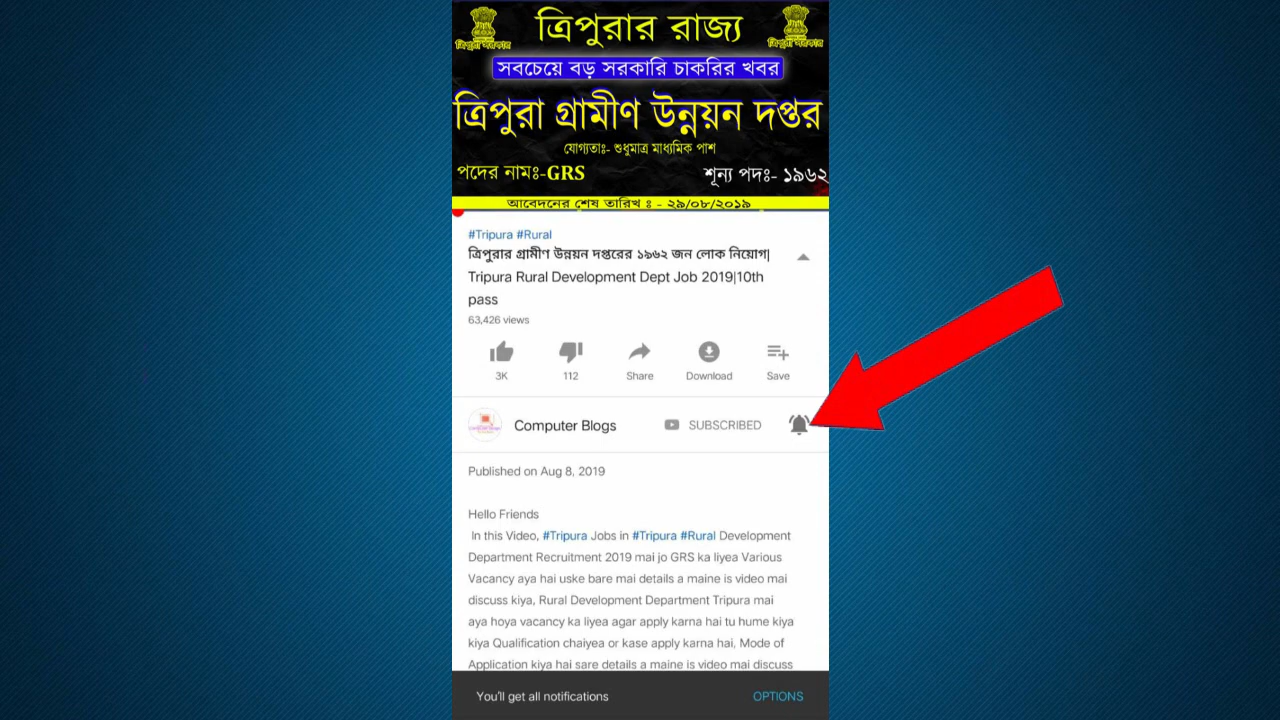 ত্রিপুরার রাজ্য
ত্রিপুরা সরকার
ত্রিপুরা সরকার
সবচেয়ে বড় সরকারি চাকরির খবর
ত্রিপুরা গ্রামীণ উন্নয়ন দপ্তর
যোগ্যতাঃ- শুধুমাত্র মাধ্যমিক পাশ
পদের নামঃ-GRS
শূন্য পদঃ- ১৯৬২
আবেদনের শেষ তারিখ ঃ - ২৯/০৮/২০১৯
#Tripura #Rural
ত্রিপুরার গ্রামীণ উন্নয়ন দপ্তরের ১৯৬২ জন লোক নিয়োগ|
Tripura Rural Development Dept Job 2019|10th
pass
63,426 views
3K 112 Share Download Save
Computer Blogs SUBSCRIBED
Published on Aug 8, 2019
Hello Friends
In this Video, #Tripura Jobs in #Tripura #Rural Development
Department Recruitment 2019 mai jo GRS ka liyea Various
Vacancy aya hai uske bare mai details a maine is video mai
discuss kiya, Rural Development Department Tripura mai
aya hoya vacancy ka liyea agar apply karna hai tu hume kiya
kiya Qualification chaiyea or kase apply karna hai, Mode of
Application kiya hai sare details a maine is video mai discuss
You'll get all notifications OPTIONS